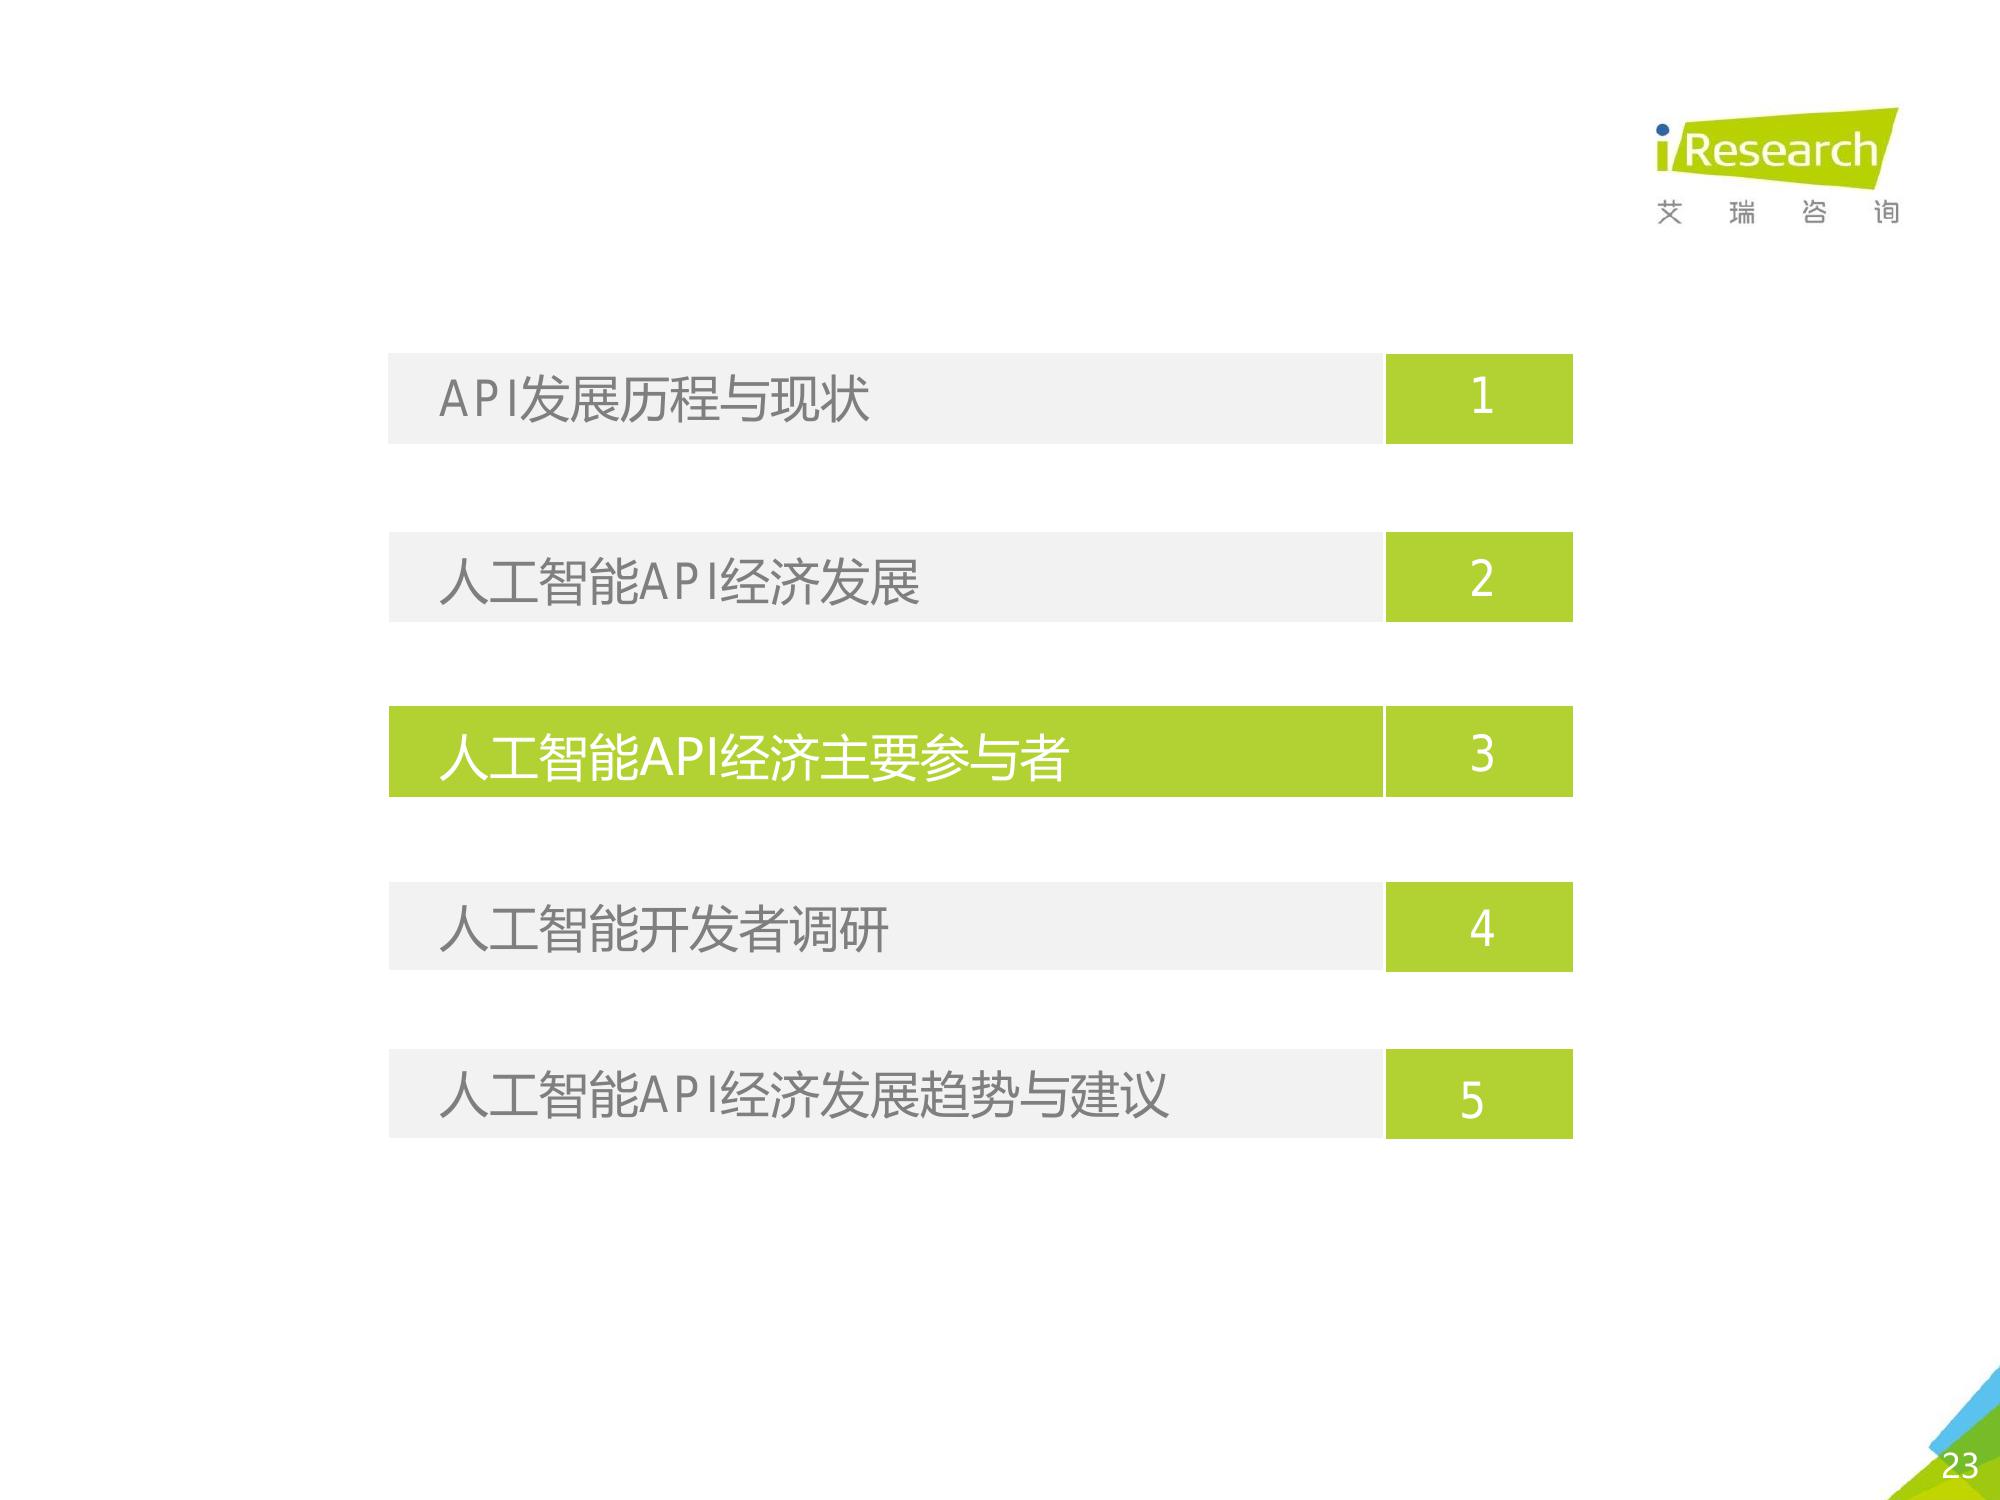 iResearch
艾瑞咨询
API发展历程与现状 1
人工智能API经济发展 2
人工智能API经济主要参与者 3
人工智能开发者调研 4
人工智能API经济发展趋势与建议 5
23